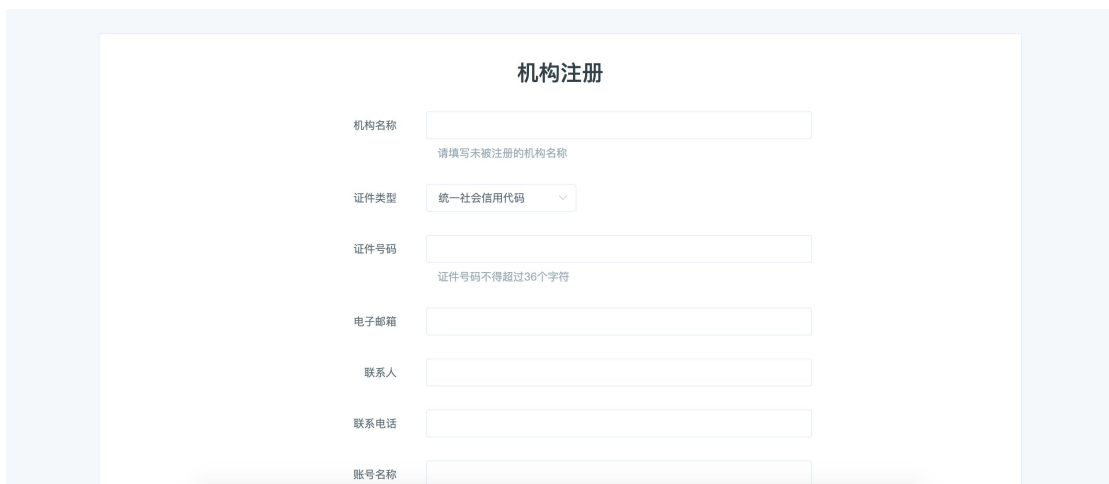 机构注册
机构名称
请填写未被注册的机构名称
证件类型 统一社会信用代码
证件号码
证件号码不得超过36个字符
电子邮箱
联系人
联系电话
账号名称